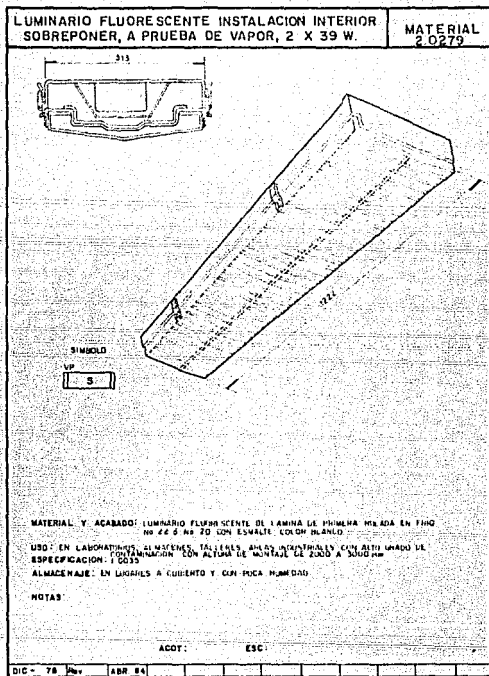 LUMINARIO FLUORESCENTE INSTALACION INTERIOR
SOBREPONER, A PRUEBA DE VAPOR, 2 X 39 W.
MATERIAL
2.0279
313
1222
SIMBOLO
VP
S
MATERIAL Y ACABADO: LUMINARIO FLUORESCENTE DE LAMINA DE PRIMERA ROLADA EN FRIO
No 22 ó No 20 CON ESMALTE COLOR BLANCO
USO: EN LABORATORIOS, ALMACENES, TALLERES, AREAS INDUSTRIALES CON ALTO GRADO DE
CONTAMINACION CON ALTURA DE MONTAJE DE 2000 A 3000 mm
ESPECIFICACION: 1 0035
ALMACENAJE: EN LUGARES A CUBIERTO Y CON POCA HUMEDAD
NOTAS:
ACOT: ESC:
DIC - 78 Rev ABR 84